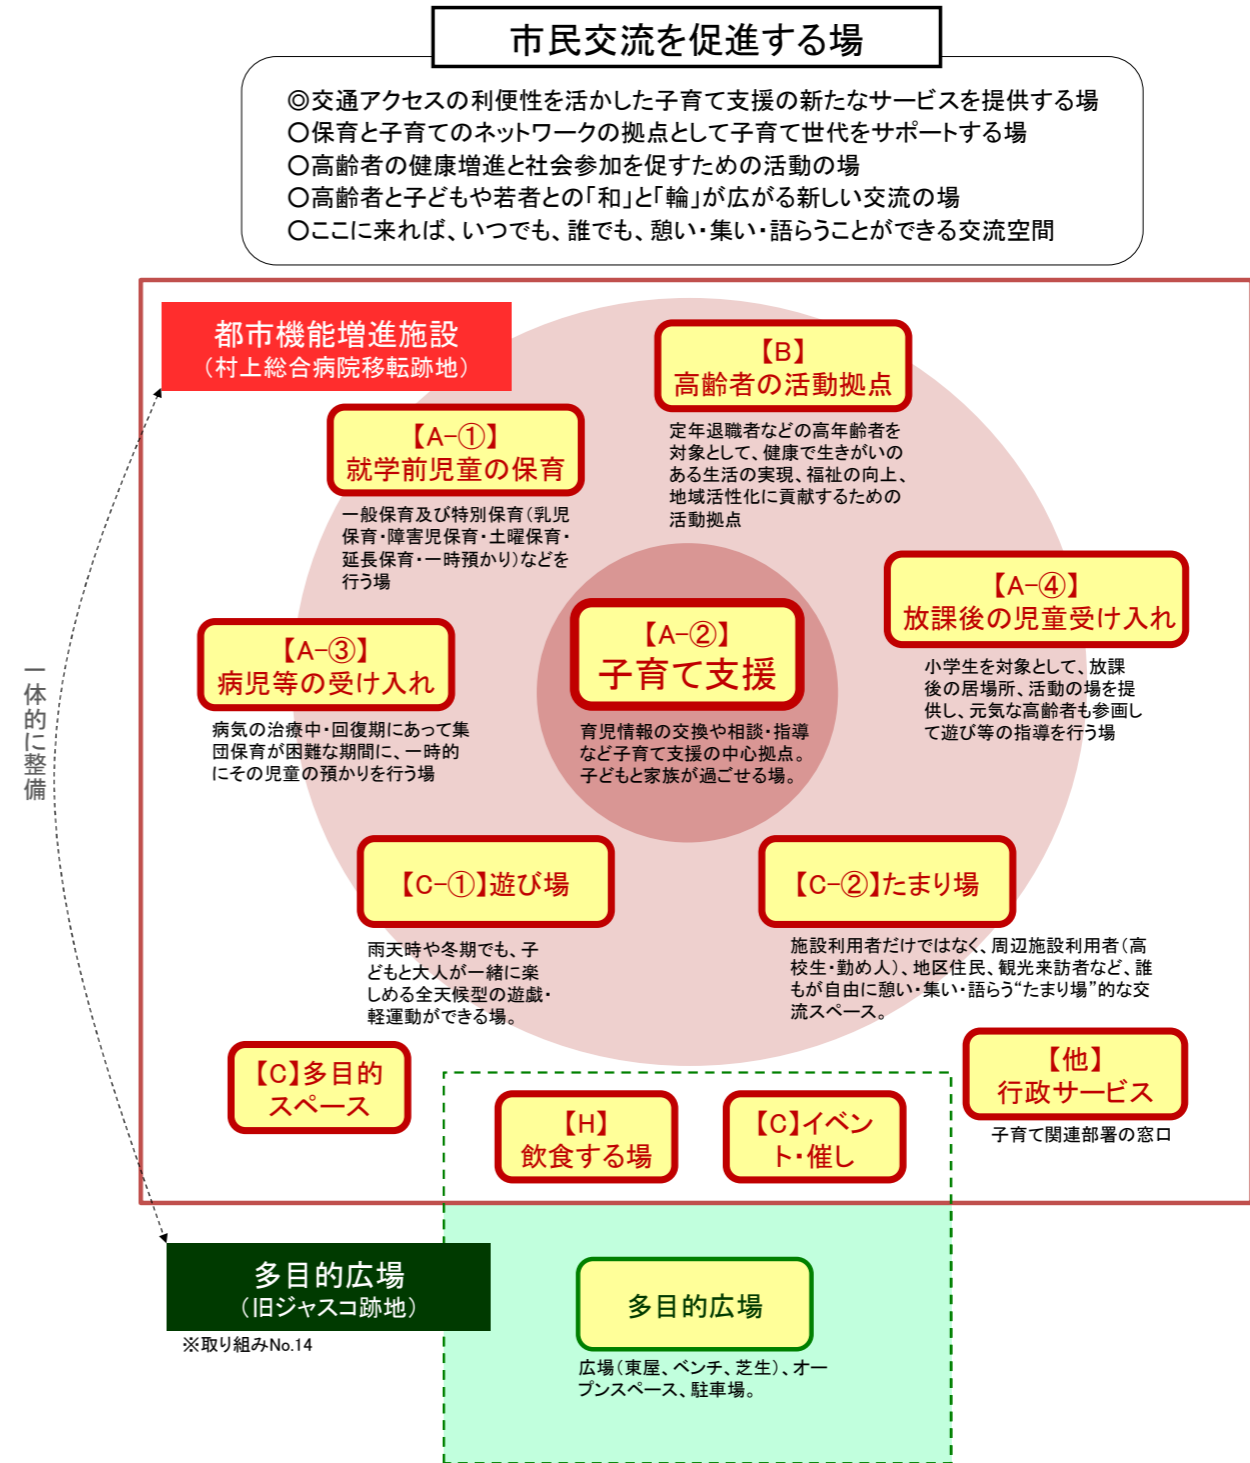 市民交流を促進する場
◎交通アクセスの利便性を活かした子育て支援の新たなサービスを提供する場
〇保育と子育てのネットワークの拠点として子育て世代をサポートする場
〇高齢者の健康増進と社会参加を促すための活動の場
〇高齢者と子どもや若者との「和」と「輪」が広がる新しい交流の場
〇ここに来れば、いつでも、誰でも、憩い・集い・語らうことができる交流空間
都市機能増進施設
（村上総合病院移転跡地）
【B】
高齢者の活動拠点
定年退職者などの高年齢者を
対象として、健康で生きがいの
ある生活の実現、福祉の向上、
地域活性化に貢献するための
活動拠点
【A-①】
就学前児童の保育
一般保育及び特別保育（乳児
保育・障害児保育・土曜保育・
延長保育・一時預かり）などを
行う場
【A-④】
放課後の児童受け入れ
小学生を対象として、放課
後の居場所、活動の場を提
供し、元気な高齢者も参画し
て遊び等の指導を行う場
【A-③】
病児等の受け入れ
病気の治療中・回復期にあって集
団保育が困難な期間に、一時的
にその児童の預かりを行う場
【A-②】
子育て支援
育児情報の交換や相談・指導
など子育て支援の中心拠点。
子どもと家族が過ごせる場。
一体的に整備
【C-①】遊び場
雨天時や冬期でも、子
どもと大人が一緒に楽
しめる全天候型の遊戯・
軽運動ができる場。
【C-②】たまり場
施設利用者だけではなく、周辺施設利用者（高
校生・勤め人）、地区住民、観光来訪者など、誰
もが自由に憩い・集い・語らう“たまり場”的な交
流スペース。
【C】多目的
スペース
【H】
飲食する場
【C】イベン
ト・催し
【他】
行政サービス
子育て関連部署の窓口
多目的広場
（旧ジャスコ跡地）
※取り組みNo.14
多目的広場
広場（東屋、ベンチ、芝生）、オー
プンスペース、駐車場。